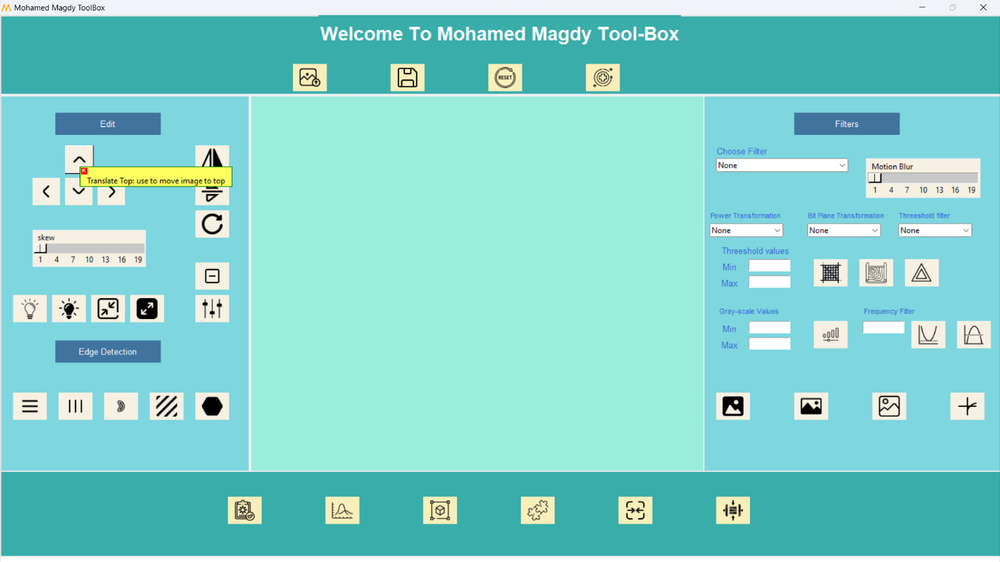 Mohamed Magdy ToolBox
Welcome To Mohamed Magdy Tool-Box
RESET
Edit
Translate Top: use to move image to top
skew
1 4 7 10 13 16 19
Edge Detection
Filters
Choose Filter
None
Motion Blur
1 4 7 10 13 16 19
Power Transformation
Bit Plane Transformation
Threeshold filter
None
None
None
Threeshold values
Min
Max
Gray-scale Values
Frequency Filter
Min
Max